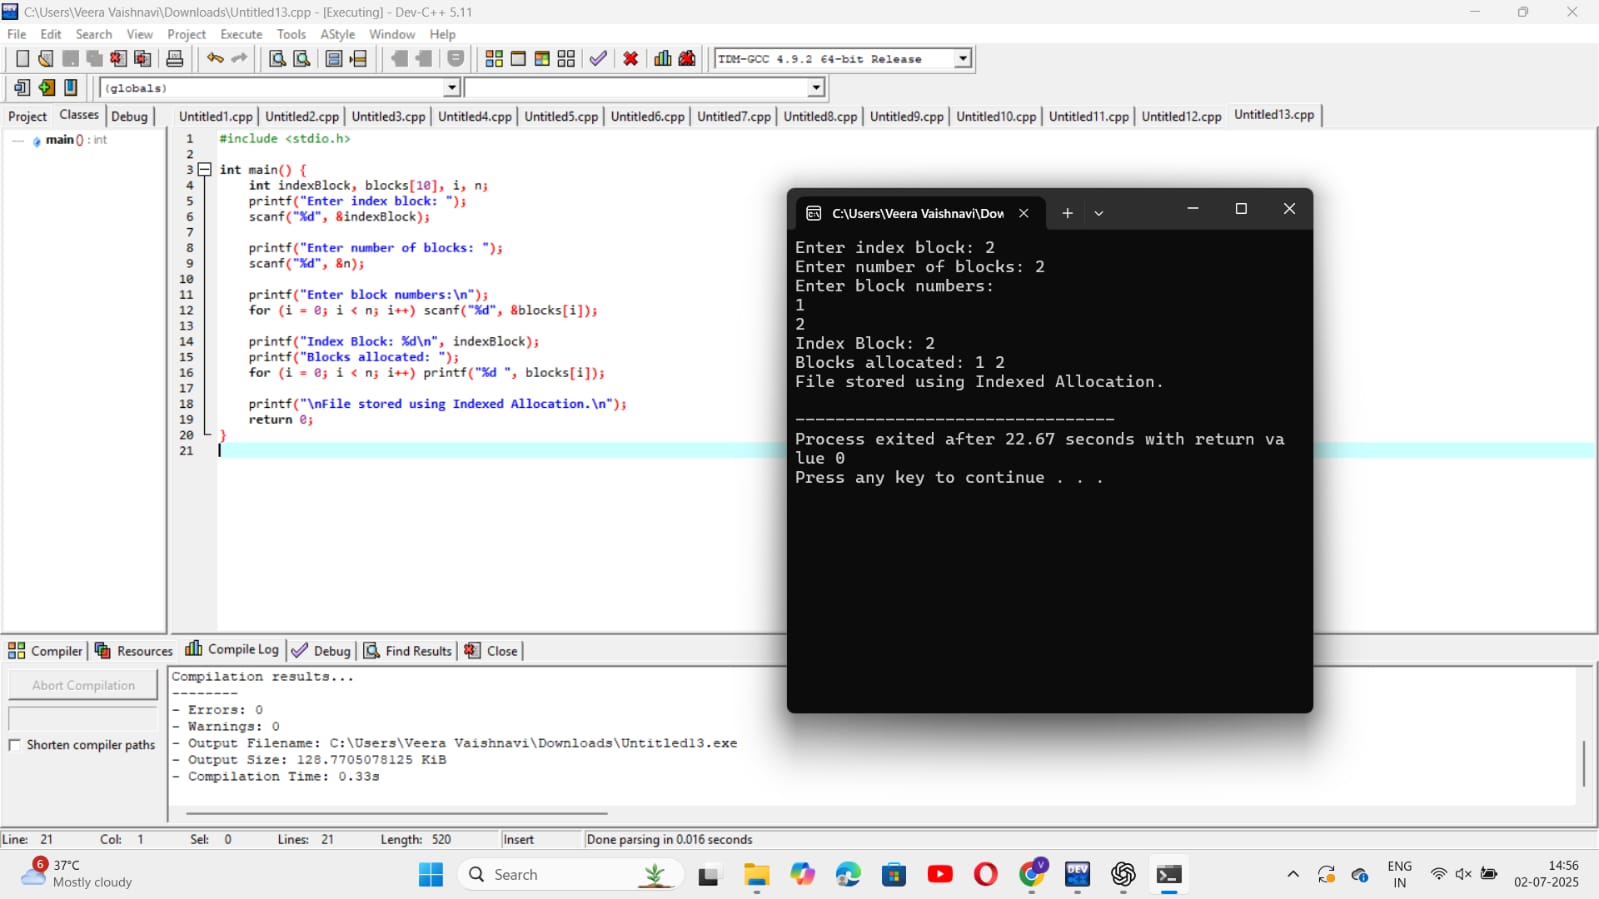 C:\Users\Veera Vaishnavi\Downloads\Untitled13.cpp - [Executing] - Dev-C++ 5.11
File Edit Search View Project Execute Tools AStyle Window Help
TDM-GCC 4.9.2 64-bit Release
(globals)
Project Classes Debug
Untitled1.cpp Untitled2.cpp Untitled3.cpp Untitled4.cpp Untitled5.cpp Untitled6.cpp Untitled7.cpp Untitled8.cpp Untitled9.cpp Untitled10.cpp Untitled11.cpp Untitled12.cpp Untitled13.cpp
main () : int
1 #include <stdio.h>
2
3 int main() {
4 int indexBlock, blocks[10], i, n;
5 printf("Enter index block: ");
6 scanf("%d", &indexBlock);
7
8 printf("Enter number of blocks: ");
9 scanf("%d", &n);
10
11 printf("Enter block numbers:\n");
12 for (i = 0; i < n; i++) scanf("%d", &blocks[i]);
13
14 printf("Index Block: %d\n", indexBlock);
15 printf("Blocks allocated: ");
16 for (i = 0; i < n; i++) printf("%d ", blocks[i]);
17
18 printf("\nFile stored using Indexed Allocation.\n");
19 return 0;
20 }
21
C:\Users\Veera Vaishnavi\Dow
Enter index block: 2
Enter number of blocks: 2
Enter block numbers:
1
2
Index Block: 2
Blocks allocated: 1 2
File stored using Indexed Allocation.
--------------------------------
Process exited after 22.67 seconds with return va
lue 0
Press any key to continue . . .
Compiler Resources Compile Log Debug Find Results Close
Abort Compilation
Shorten compiler paths
Compilation results...
--------
- Errors: 0
- Warnings: 0
- Output Filename: C:\Users\Veera Vaishnavi\Downloads\Untitled13.exe
- Output Size: 128.7705078125 KiB
- Compilation Time: 0.33s
Line: 21 Col: 1 Sel: 0 Lines: 21 Length: 520 Insert Done parsing in 0.016 seconds
6
37°C
Mostly cloudy
Search
V
DEV
ENG
IN
14:56
02-07-2025